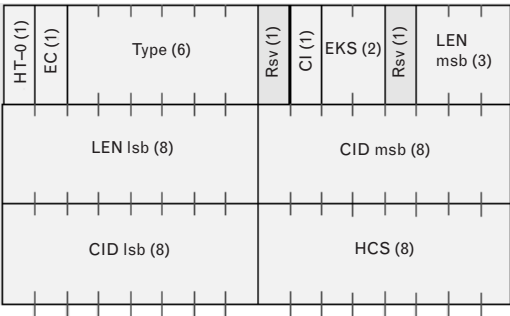 HT–0 (1)
EC (1)
Type (6)
Rsv (1)
CI (1)
EKS (2)
Rsv (1)
LEN
msb (3)
LEN lsb (8)
CID msb (8)
CID lsb (8)
HCS (8)